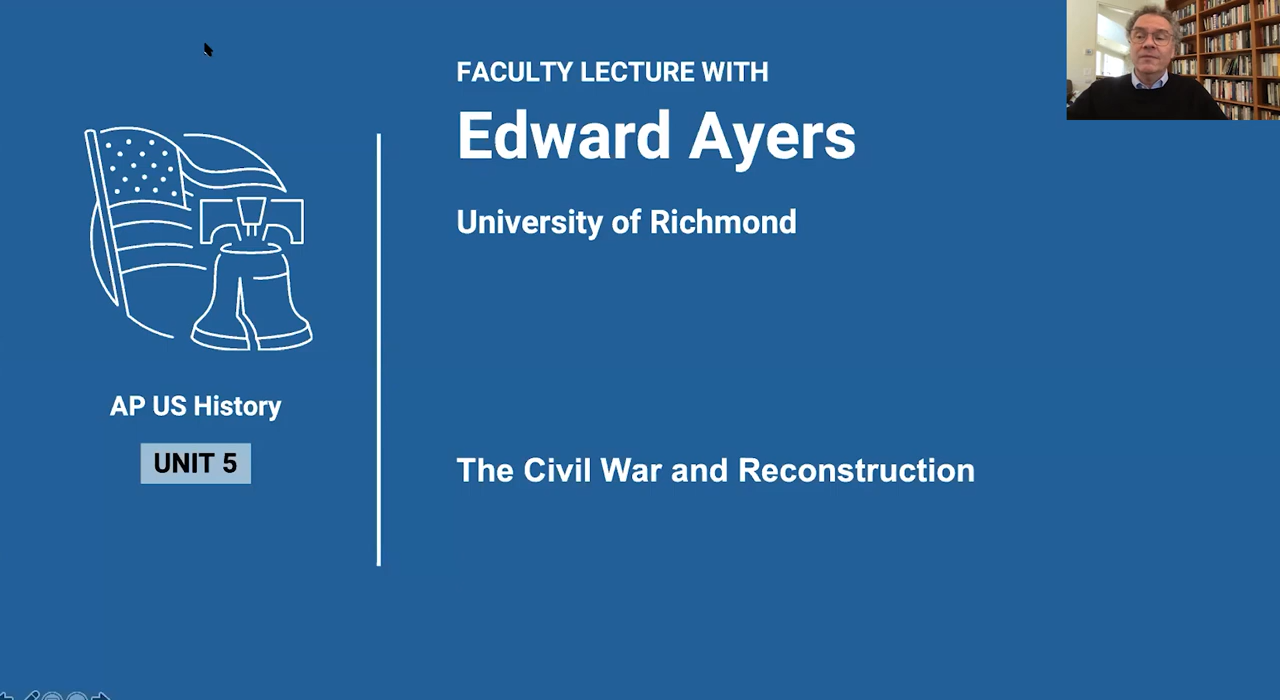 FACULTY LECTURE WITH
Edward Ayers
University of Richmond
AP US History
UNIT 5
The Civil War and Reconstruction